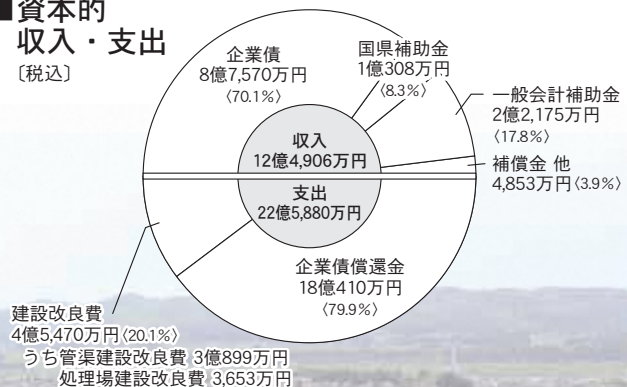 ■資本的
収入・支出
〔税込〕
企業債
8億7,570万円
〈70.1%〉
国県補助金
1億308万円
〈8.3%〉
一般会計補助金
2億2,175万円
〈17.8%〉
補償金 他
4,853万円〈3.9%〉
収入
12億4,906万円
支出
22億5,880万円
企業債償還金
18億410万円
〈79.9%〉
建設改良費
4億5,470万円〈20.1%〉
うち管渠建設改良費 3億899万円
処理場建設改良費 3,653万円